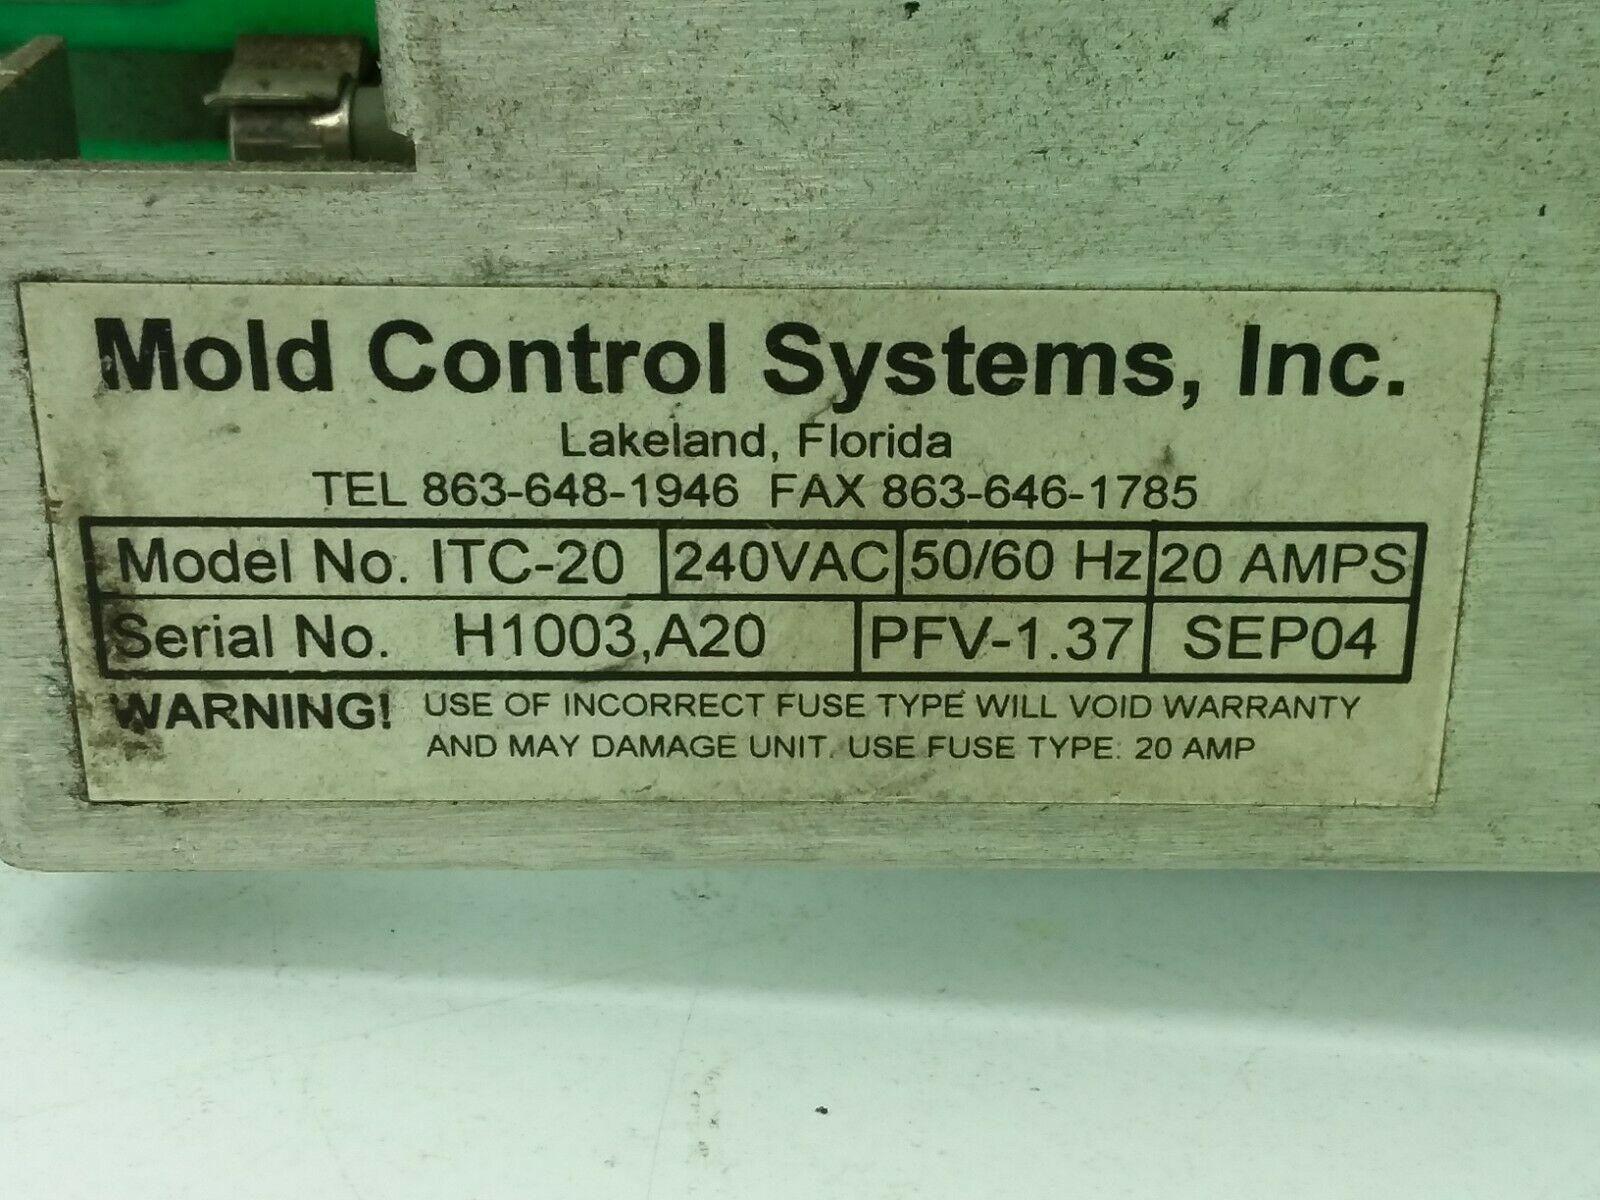 Mold Control Systems, Inc.
Lakeland, Florida
TEL 863-648-1946 FAX 863-646-1785
Model No. ITC-20 240VAC 50/60 Hz 20 AMPS
Serial No. H1003,A20 PFV-1.37 SEP04
WARNING! USE OF INCORRECT FUSE TYPE WILL VOID WARRANTY
AND MAY DAMAGE UNIT. USE FUSE TYPE: 20 AMP